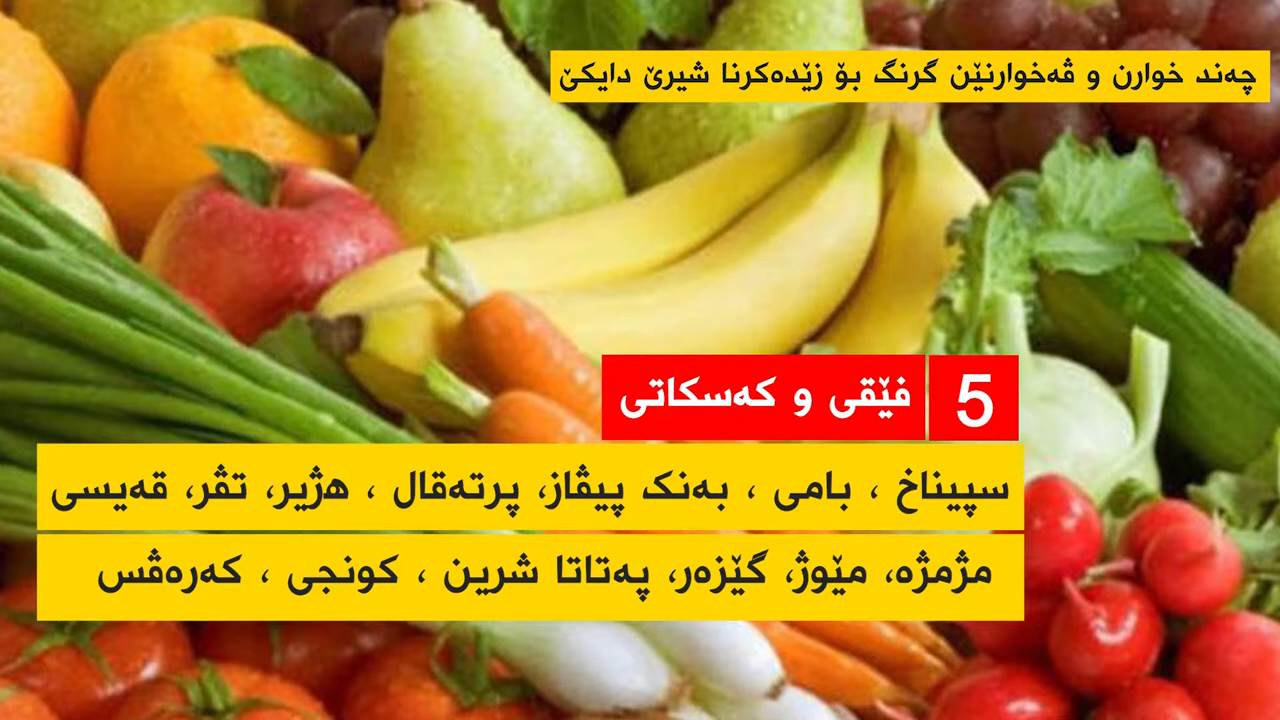 چەند خوارن و ڤەخوارنێن گرنگ بۆ زێدەکرنا شیرێ دایکێ
5 فێقی و کەسکاتی
سپیناخ ، بامی ، بەنک پیڤاز، پرتەقال ، هژیر، تڤر، قەیسی
مژمژە، مێوژ، گێزەر، پەتاتا شرین ، کونجی ، کەرەڤس